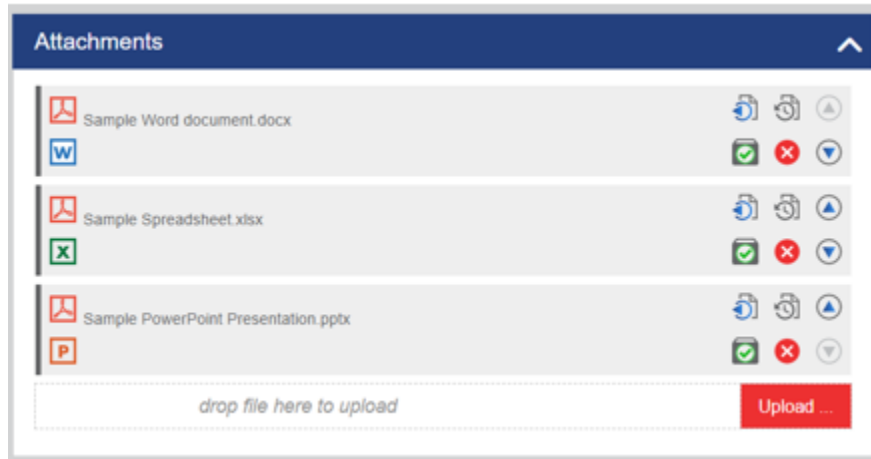 Attachments
Sample Word document.docx
W
Sample Spreadsheet.xlsx
X
Sample PowerPoint Presentation.pptx
P
drop file here to upload
Upload ...